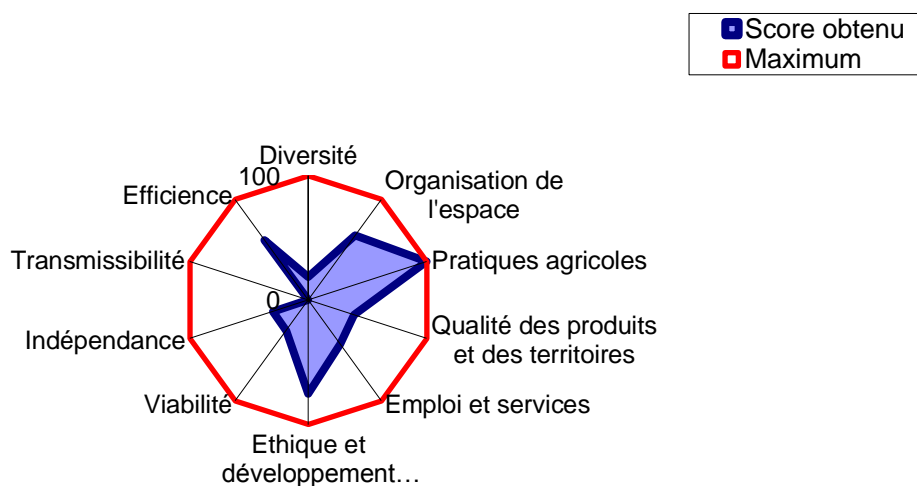 Score obtenu
Maximum
Diversité
100
Efficience
Organisation de
l'espace
Transmissibilité
Pratiques agricoles
0
Indépendance
Qualité des produits
et des territoires
Viabilité
Emploi et services
Ethique et
développement…